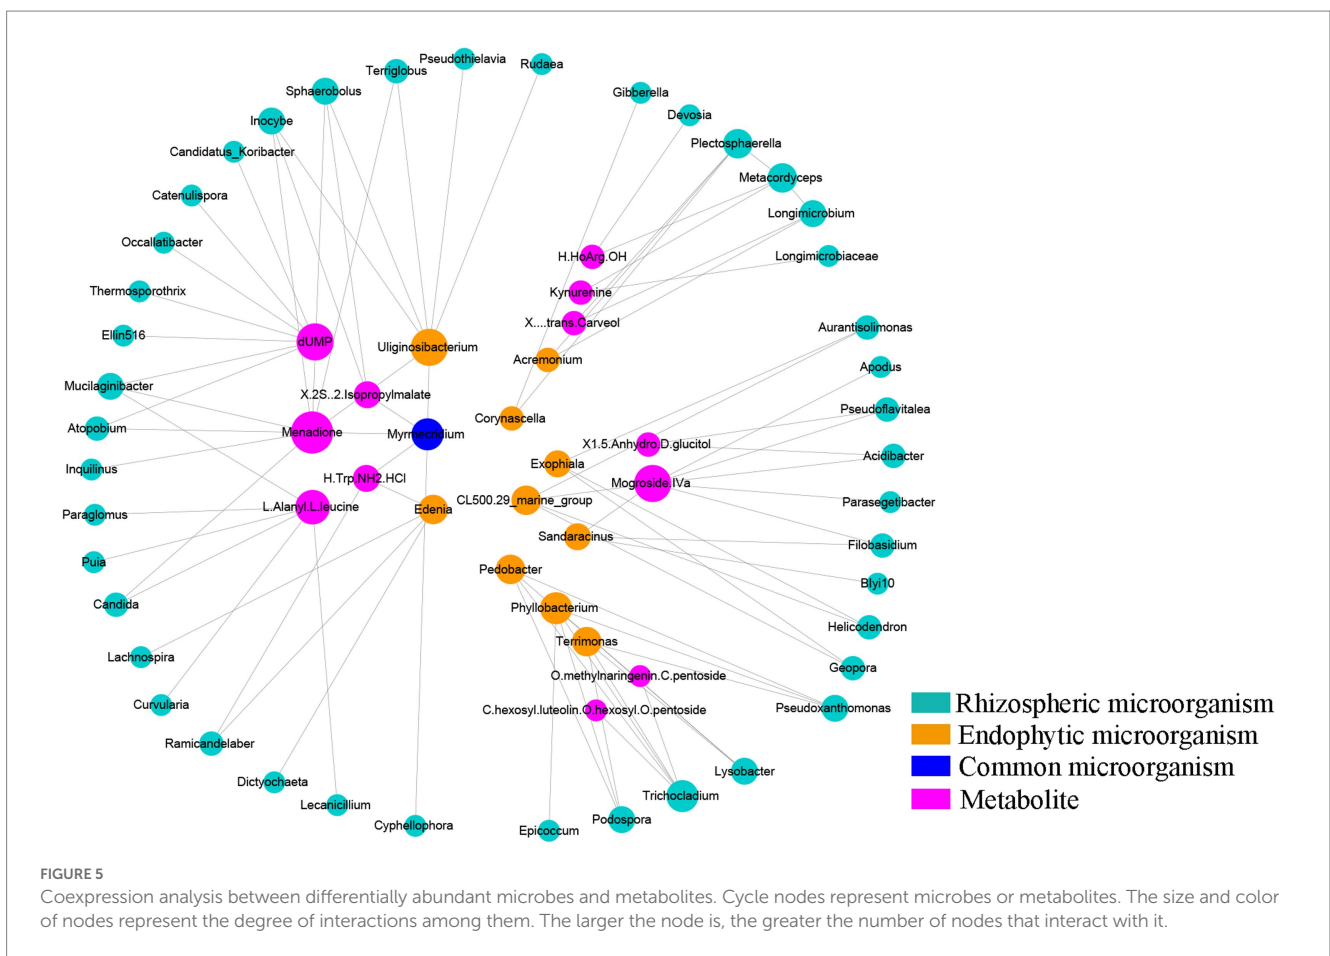 Pseudothielavia
Rudaea
Terriglobus
Sphaerobolus
Gibberella
Inocybe
Devosia
Plectosphaerella
Candidatus_Koribacter
Metacordyceps
Catenulispora
Longimicrobium
Occallatibacter
H.HoArg.OH
Longimicrobiaceae
Thermosporothrix
Kynurenine
X....trans.Carveol
Aurantisolimonas
Ellin516
dUMP
Uliginosibacterium
Acremonium
Apodus
Mucilaginibacter
X.2S..2.Isopropylmalate
Pseudoflavitalea
Corynascella
Atopobium
Menadione
Myrmecridium
X1.5.Anhydro.D.glucitol
Acidibacter
Inquilinus
Exophiala
H.Trp.NH2.HCl
Mogroside.IVa
CL500.29_marine_group
Parasegetibacter
L.Alanyl.L.leucine
Edenia
Paraglomus
Sandaracinus
Filobasidium
Puia
Pedobacter
Blyi10
Candida
Phyllobacterium
Helicodendron
Terrimonas
Lachnospira
Geopora
O.methylnaringenin.C.pentoside
Curvularia
C.hexosyl.luteolin.O.hexosyl.O.pentoside
Pseudoxanthomonas
Ramicandelaber
Lysobacter
Dictyochaeta
Trichocladium
Lecanicillium
Podospora
Cyphellophora
Epicoccum
Rhizospheric microorganism
Endophytic microorganism
Common microorganism
Metabolite
FIGURE 5
Coexpression analysis between differentially abundant microbes and metabolites. Cycle nodes represent microbes or metabolites. The size and color
of nodes represent the degree of interactions among them. The larger the node is, the greater the number of nodes that interact with it.